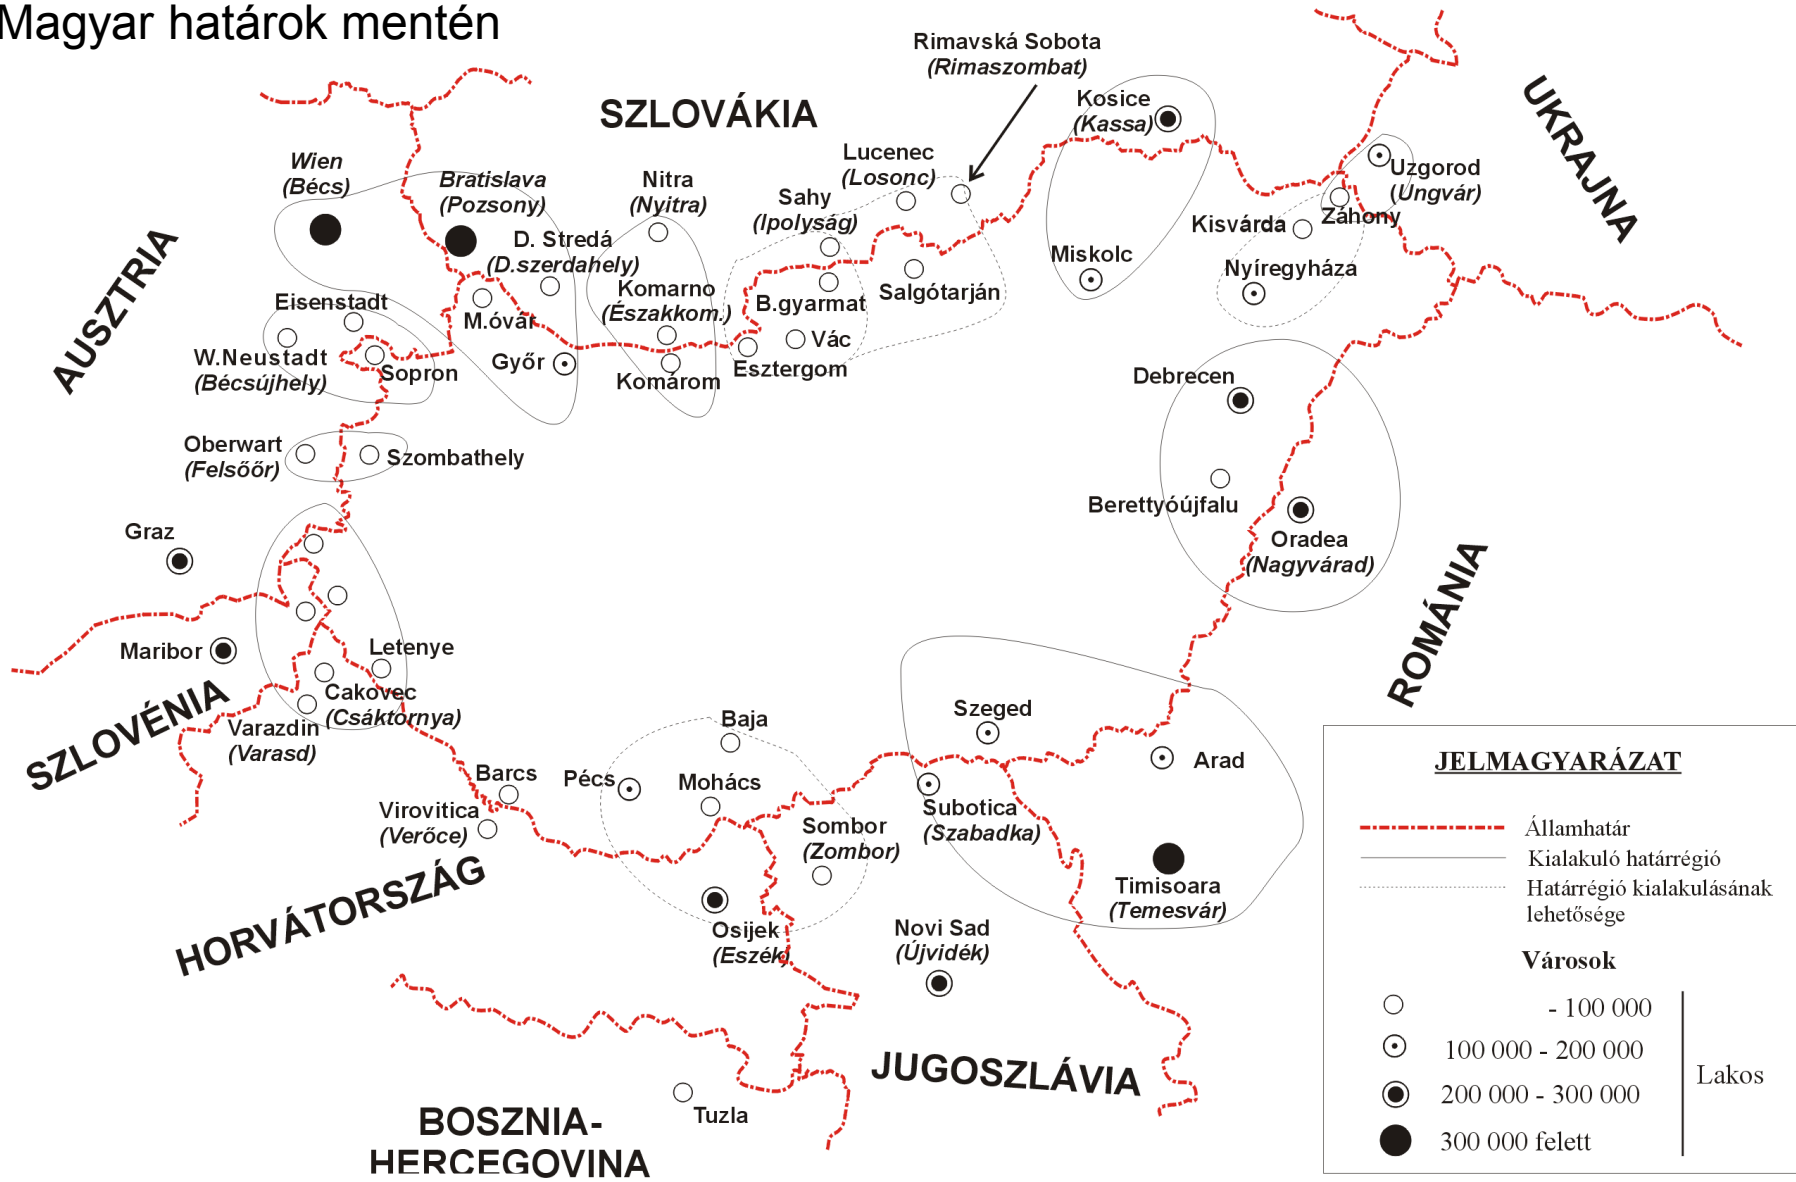 Magyar határok mentén
Rimavská Sobota
(Rimaszombat)
SZLOVÁKIA
Kosice
(Kassa)
UKRAJNA
Wien
(Bécs)
Bratislava
(Pozsony)
Nitra
(Nyitra)
Lucenec
(Losonc)
Sahy
(Ipolyság)
Uzgorod
(Ungvár)
Záhony
Kisvárda
AUSZTRIA
D. Stredá
(D.szerdahely)
Miskolc
Nyíregyháza
Komarno
(Északkom.)
B.gyarmat
Salgótarján
Eisenstadt
M.óvár
Vác
W.Neustadt
(Bécsújhely)
Sopron
Győr
Komárom
Esztergom
Debrecen
Oberwart
(Felsőőr)
Szombathely
Berettyóújfalu
Graz
Oradea
(Nagyvárad)
ROMÁNIA
Maribor
Letenye
SZLOVÉNIA
Cakovec
(Csáktornya)
Varazdin
(Varasd)
Baja
Szeged
Arad
Barcs
Pécs
Mohács
Virovitica
(Verőce)
Sombor
(Zombor)
Subotica
(Szabadka)
HORVÁTORSZÁG
Timisoara
(Temesvár)
Osijek
(Eszék)
Novi Sad
(Újvidék)
JUGOSZLÁVIA
Tuzla
BOSZNIA-
HERCEGOVINA
JELMAGYARÁZAT
Államhatár
Kialakuló határrégió
Határrégió kialakulásának
lehetősége
Városok
- 100 000
100 000 - 200 000
200 000 - 300 000
300 000 felett
Lakos